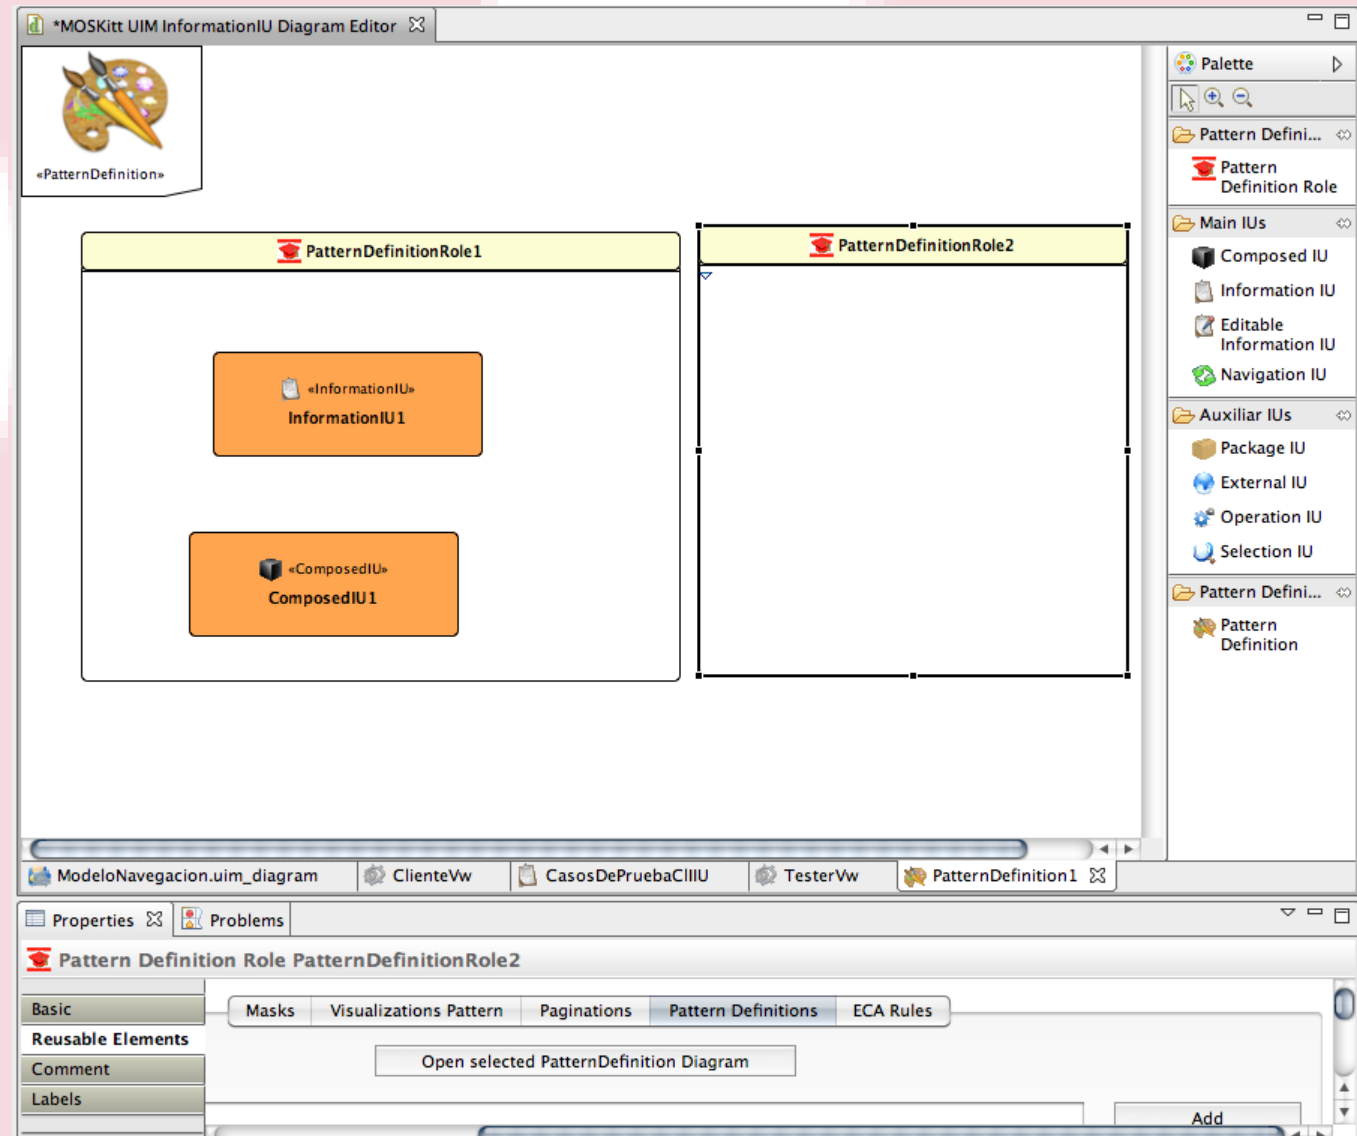 *MOSKitt UIM InformationIU Diagram Editor
«PatternDefinition»
PatternDefinitionRole1
PatternDefinitionRole2
«InformationIU»
InformationIU1
«ComposedIU»
ComposedIU1
Palette
Pattern Defini...
Pattern
Definition Role
Main IUs
Composed IU
Information IU
Editable
Information IU
Navigation IU
Auxiliar IUs
Package IU
External IU
Operation IU
Selection IU
Pattern Defini...
Pattern
Definition
ModeloNavegacion.uim_diagram ClienteVw CasosDePruebaCIIIU TesterVw PatternDefinition1
Properties Problems
Pattern Definition Role PatternDefinitionRole2
Basic
Reusable Elements
Comment
Labels
Masks Visualizations Pattern Paginations Pattern Definitions ECA Rules
Open selected PatternDefinition Diagram
Add